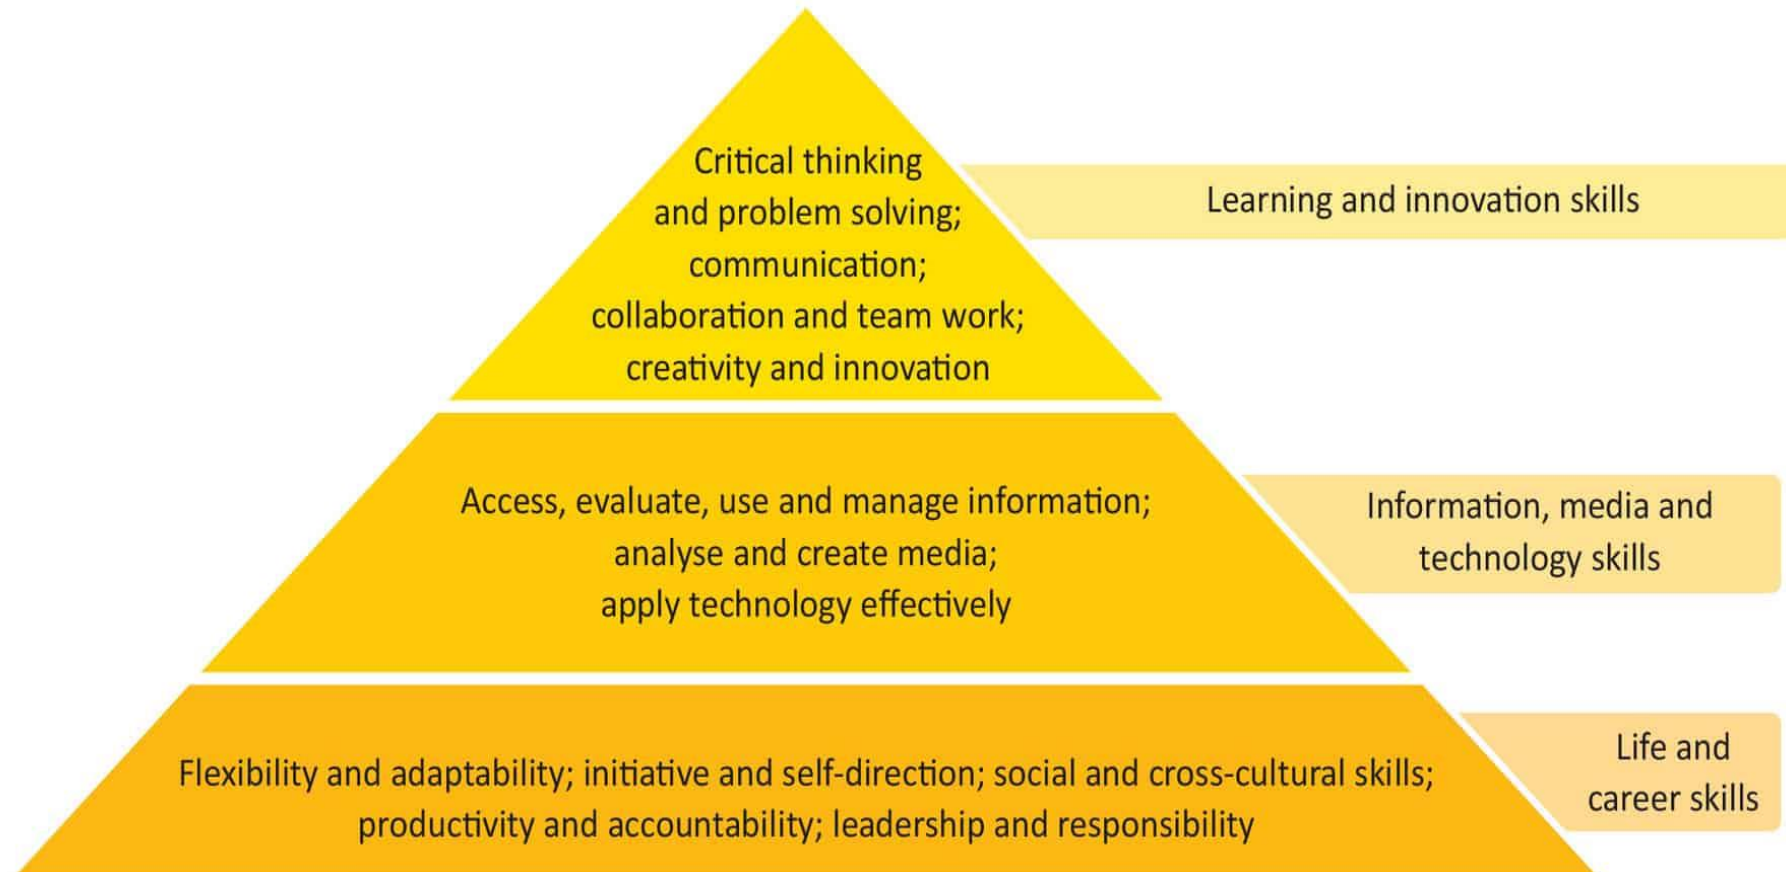 Critical thinking
and problem solving;
communication;
collaboration and team work;
creativity and innovation
Learning and innovation skills
Access, evaluate, use and manage information;
analyse and create media;
apply technology effectively
Information, media and
technology skills
Flexibility and adaptability; initiative and self-direction; social and cross-cultural skills;
productivity and accountability; leadership and responsibility
Life and
career skills